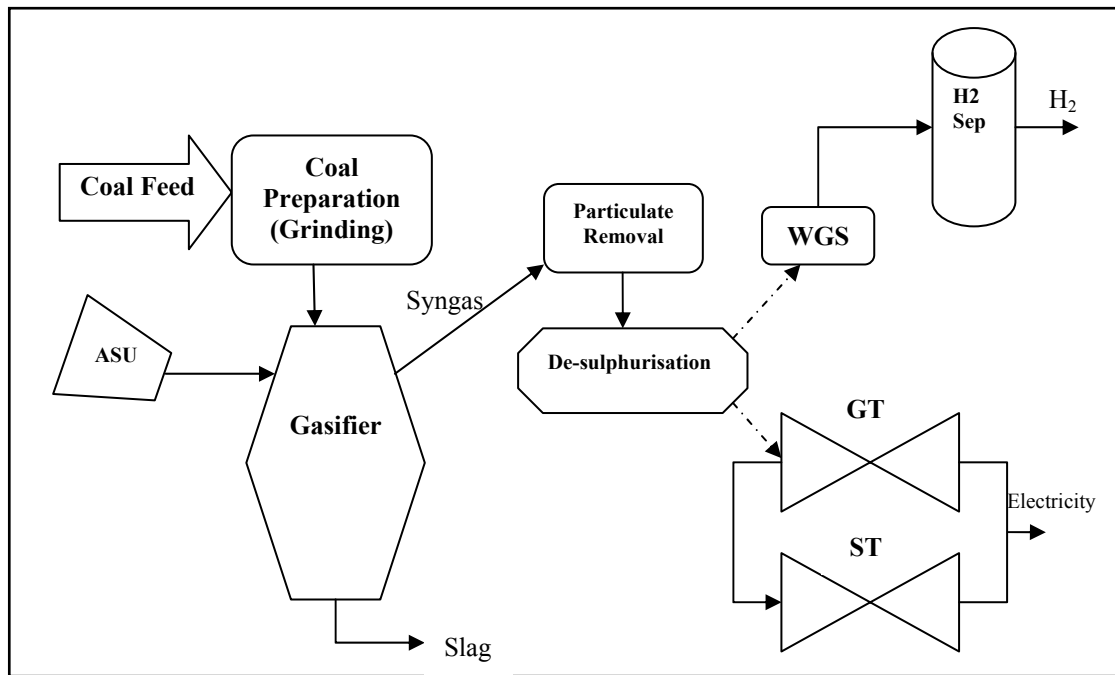 Coal Feed
Coal
Preparation
(Grinding)
ASU
Gasifier
Slag
Syngas
Particulate
Removal
De-sulphurisation
WGS
H2
Sep
H₂
GT
ST
Electricity